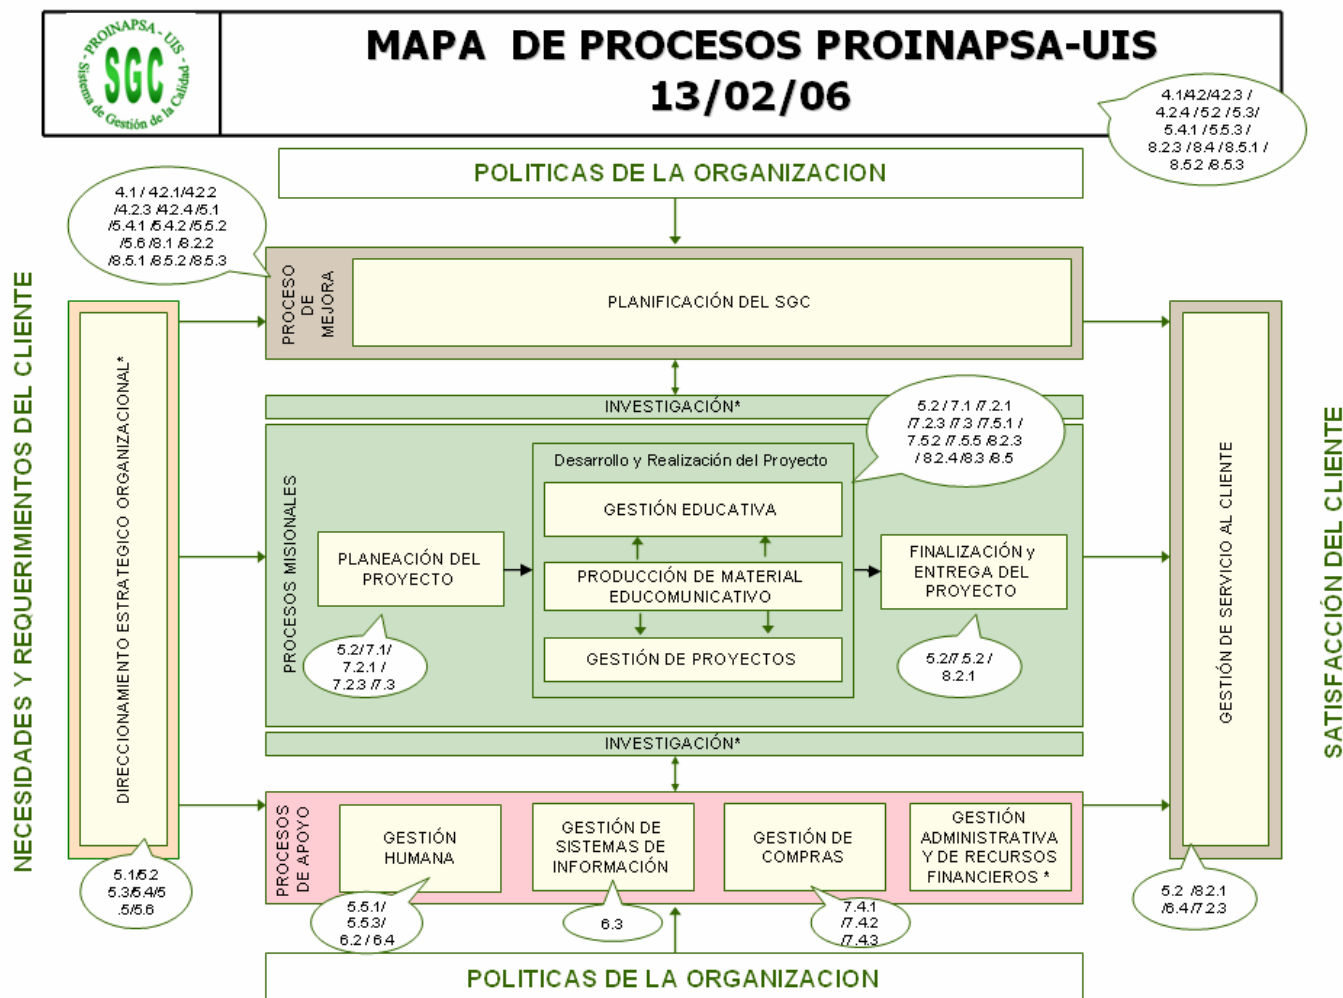 PROINAPSA - UIS -
SGC
Sistema de Gestión de la Calidad -
MAPA DE PROCESOS PROINAPSA-UIS
13/02/06
4.1/4.2/4.2.3 /
4.2.4 /5.2 /5.3/
5.4.1 /5.5.3 /
8.2.3 /8.4 /8.5.1 /
8.5.2 /8.5.3
POLITICAS DE LA ORGANIZACION
4.1 / 4.2.1/4.2.2
/4.2.3 /4.2.4 /5.1
/5.4.1 /5.4.2 /5.5.2
/5.6 /8.1 /8.2.2
/8.5.1 /8.5.2 /8.5.3
PROCESO
DE
MEJORA
PLANIFICACIÓN DEL SGC
NECESIDADES Y REQUERIMIENTOS DEL CLIENTE
DIRECCIONAMIENTO ESTRATEGICO ORGANIZACIONAL*
5.1/5.2
5.3/5.4/5
.5/5.6
INVESTIGACIÓN*
5.2 / 7.1 /7.2.1
/7.2.3 /7.3 /7.5.1 /
7.5.2 /7.5.5 /8.2.3
/ 8.2.4 /8.3 /8.5
PROCESOS MISIONALES
Desarrollo y Realización del Proyecto
GESTIÓN EDUCATIVA
PLANEACIÓN DEL
PROYECTO
PRODUCCIÓN DE MATERIAL
EDUCOMUNICATIVO
FINALIZACIÓN y
ENTREGA DEL
PROYECTO
GESTIÓN DE PROYECTOS
5.2/7.1/
7.2.1 /
7.2.3 /7.3
5.2/7.5.2 /
8.2.1
INVESTIGACIÓN*
PROCESOS
DE APOYO
GESTIÓN
HUMANA
GESTIÓN DE
SISTEMAS DE
INFORMACIÓN
GESTIÓN DE
COMPRAS
GESTIÓN
ADMINISTRATIVA
Y DE RECURSOS
FINANCIEROS *
5.5.1/
5.5.3/
6.2 / 6.4
6.3
7.4.1
/7.4.2
/7.4.3
POLITICAS DE LA ORGANIZACION
GESTIÓN DE SERVICIO AL CLIENTE
5.2 /8.2.1
/6.4/7.2.3
SATISFACCIÓN DEL CLIENTE